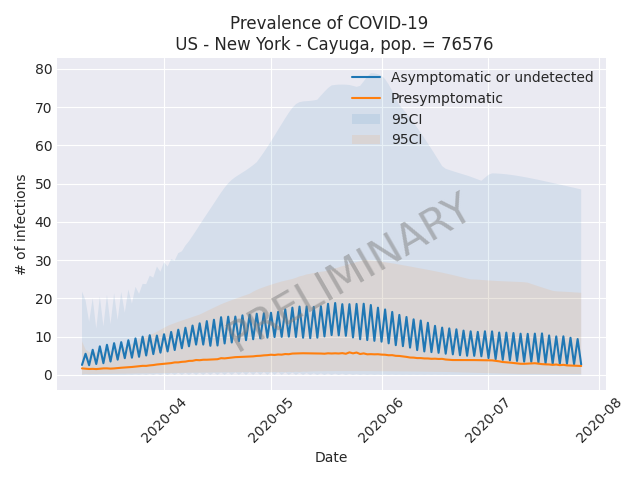 Prevalence of COVID-19
US - New York - Cayuga, pop. = 76576
Asymptomatic or undetected
Presymptomatic
95CI
95CI
80
70
60
50
40
30
20
10
0
# of infections
PRELIMINARY
2020-04
2020-05
2020-06
2020-07
2020-08
Date